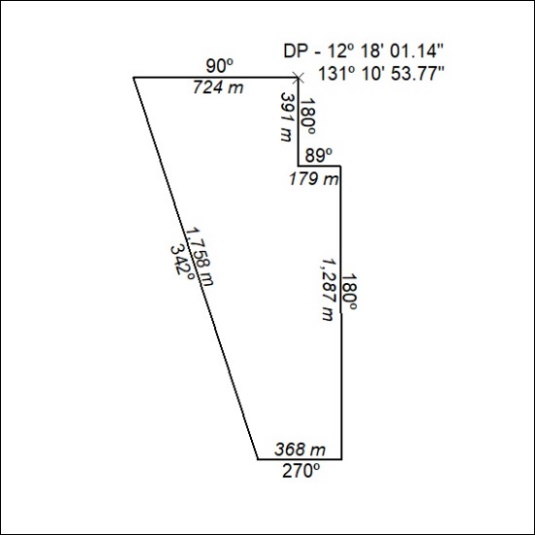 DP - 12º 18' 01.14"
131º 10' 53.77"
90º
724 m
180º
391 m
89º
179 m
1,758 m
342º
180º
1,287 m
368 m
270º